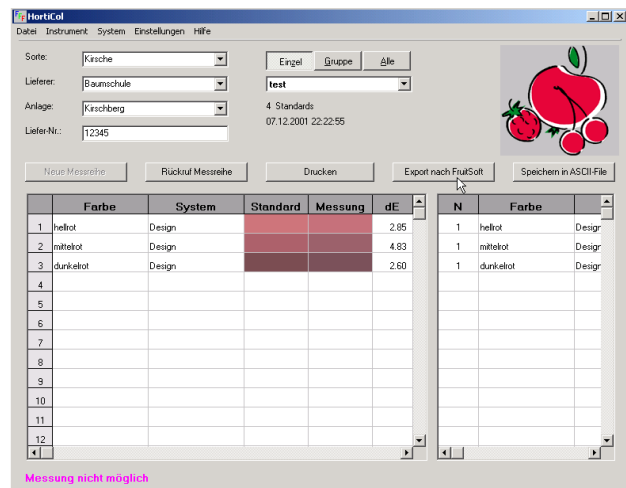 HortiCol
Datei Instrument System Einstellungen Hilfe
Sorte: Kirsche
Lieferer: Baumschule
Anlage: Kirschberg
Liefer-Nr.: 12345
Einzel Gruppe Alle
test
4 Standards
07.12.2001 22:22:55
Neue Messreihe Rückruf Messreihe Drucken Export nach FruitSoft Speichern in ASCII-File
Farbe System Standard Messung dE
1 hellrot Design 2.85
2 mittelrot Design 4.83
3 dunkelrot Design 2.60
4
5
6
7
8
9
10
11
12
N Farbe
1 hellrot Design
1 mittelrot Design
1 dunkelrot Design
Messung nicht möglich